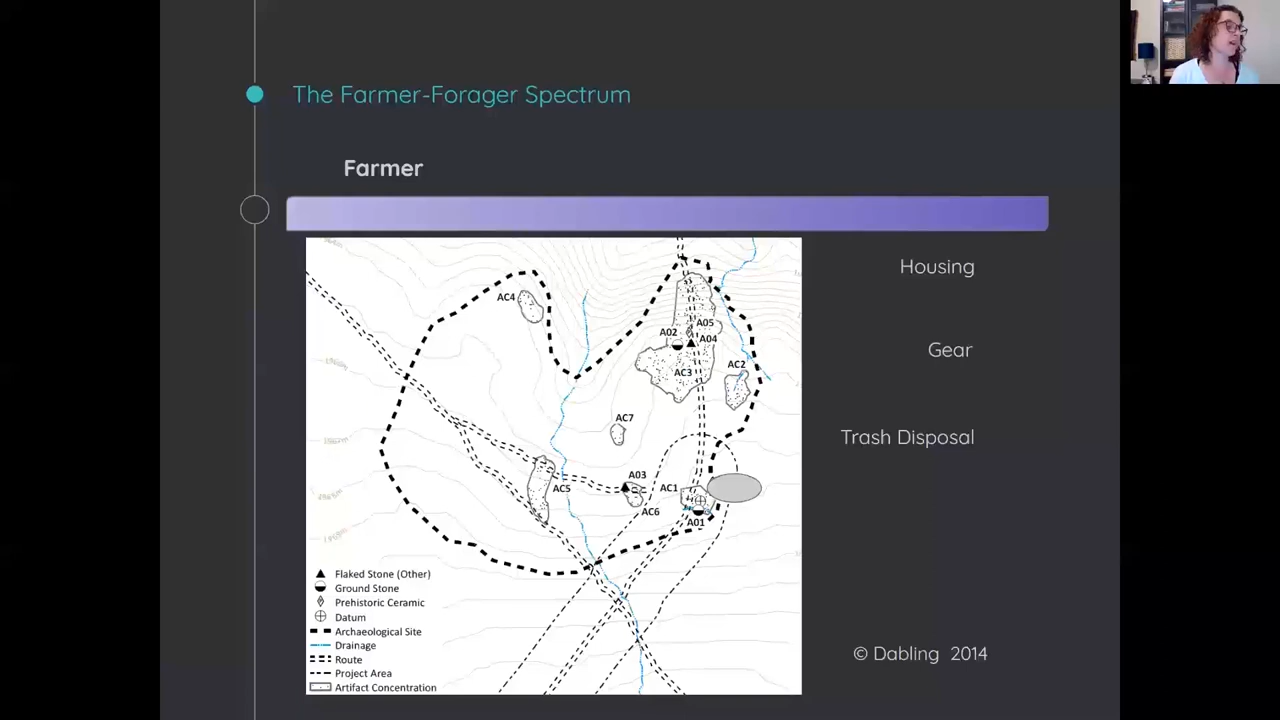 The Farmer-Forager Spectrum
Farmer
Housing
Gear
Trash Disposal
AC4
A05
A02
A04
AC3
AC2
AC7
A03
AC5
AC1
AC6
A01
Flaked Stone (Other)
Ground Stone
Prehistoric Ceramic
Datum
Archaeological Site
Drainage
Route
Project Area
Artifact Concentration
© Dabling 2014